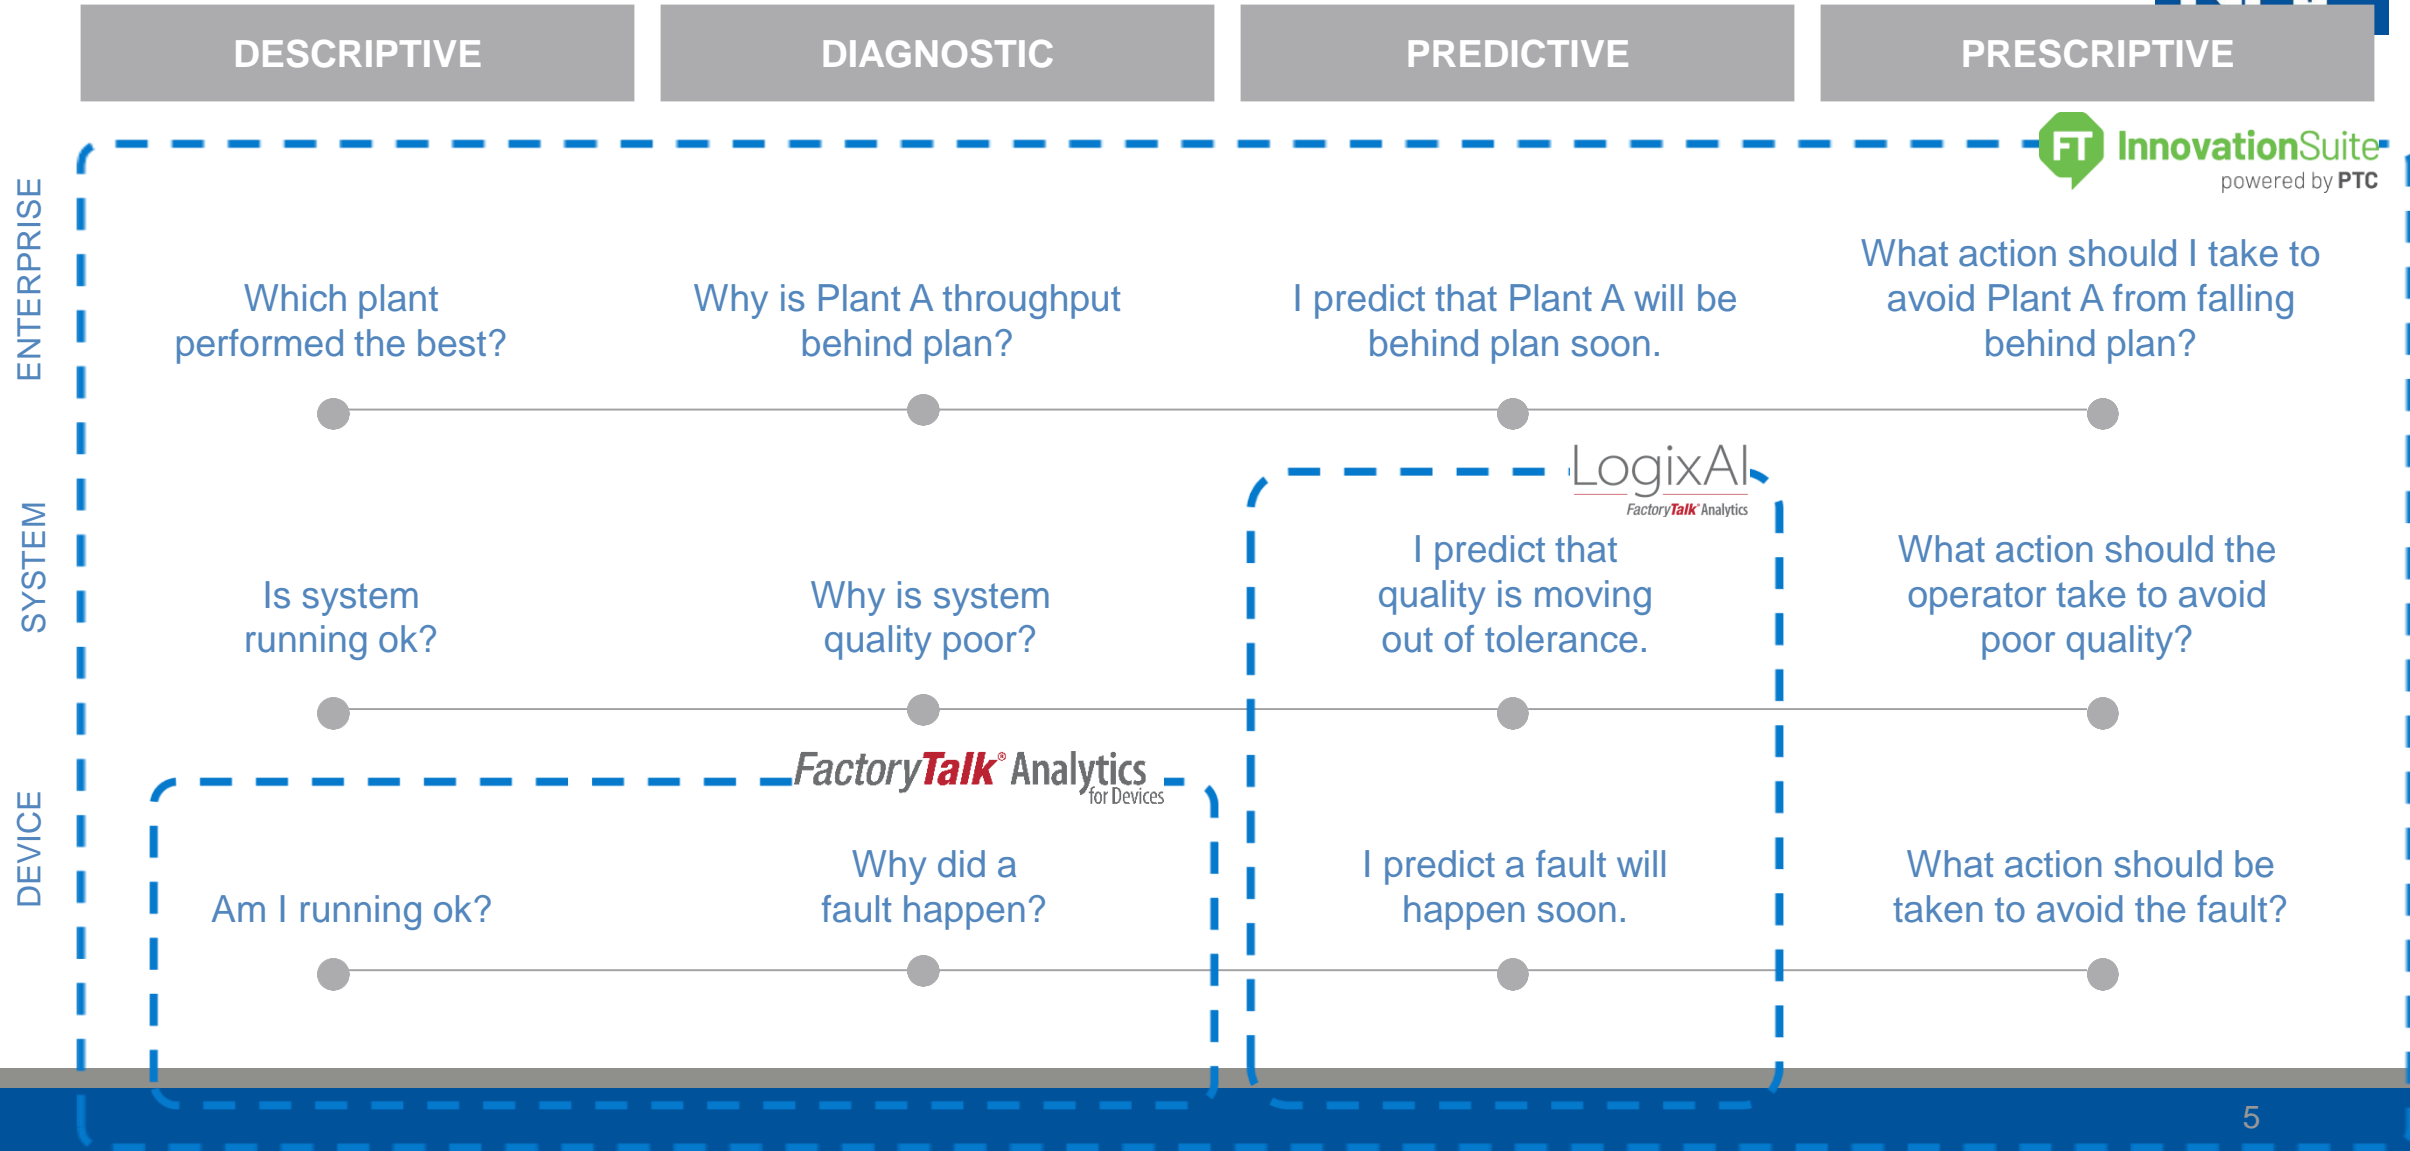 DESCRIPTIVE
DIAGNOSTIC
PREDICTIVE
PRESCRIPTIVE
FT InnovationSuite
powered by PTC
ENTERPRISE
Which plant
performed the best?
Why is Plant A throughput
behind plan?
I predict that Plant A will be
behind plan soon.
What action should I take to
avoid Plant A from falling
behind plan?
LogixAI
FactoryTalk® Analytics
SYSTEM
Is system
running ok?
Why is system
quality poor?
I predict that
quality is moving
out of tolerance.
What action should the
operator take to avoid
poor quality?
FactoryTalk® Analytics
for Devices
DEVICE
Am I running ok?
Why did a
fault happen?
I predict a fault will
happen soon.
What action should be
taken to avoid the fault?
5